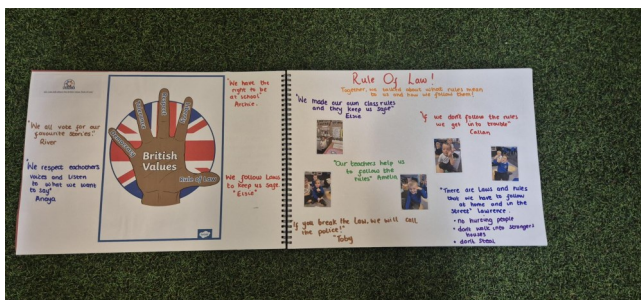 "We have the
right to be
at school"
Archie.
"We all vote for our
favourite stories!"
River
"We respect eachothers
voices and listen
to what we want
to say"
Anaya
British
Values
Rule of Law
We follow Laws
to keep us safe.
"Elsie"
Rule Of Law!
Together, we talked about what rules mean
to us and how we follow them!
"We made our own class rules
and they keep us safe"
Elsie
"If we don't follow the rules
we get into trouble"
Callan
"Our teachers help us
to follow the
rules" Amelia
"There are Laws and rules
that we have to follow
at home and in the
street" Lawrence.
• no hurting people
• don't walk into strangers
houses
• don't steal
"If you break the law, we will call
the police!"
"Toby